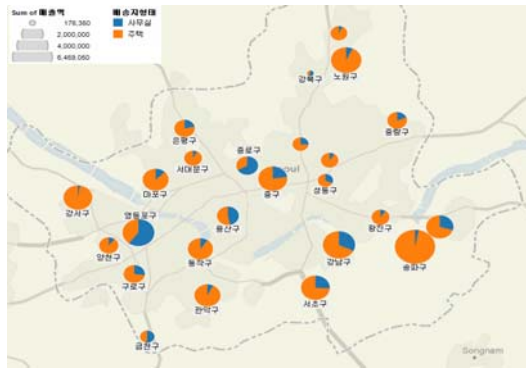 Sum of 매출액
176,360
2,000,000
4,000,000
6,469,060
배송지형태
사무실
주택
강북구
노원구
중랑구
은평구
서대문구
종로구
마포구
중구
성동구
강서구
영등포구
용산구
광진구
양천구
동작구
강남구
송파구
구로구
관악구
서초구
금천구
Songnam